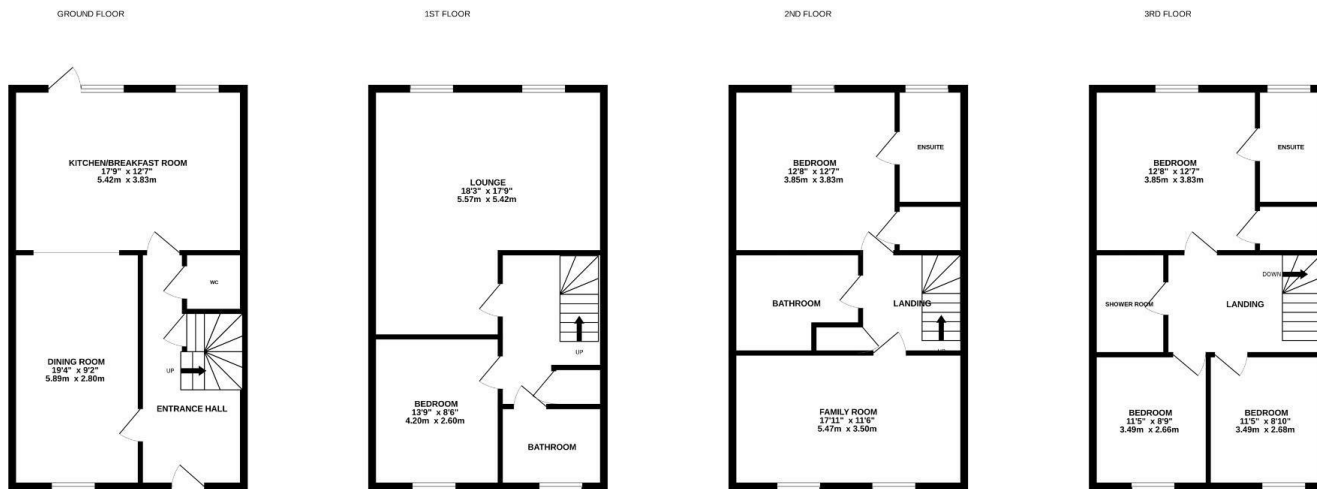 GROUND FLOOR
KITCHEN/BREAKFAST ROOM
17'9" x 12'7"
5.42m x 3.83m
WC
DINING ROOM
19'4" x 9'2"
5.89m x 2.80m
UP
ENTRANCE HALL
1ST FLOOR
LOUNGE
18'3" x 17'9"
5.57m x 5.42m
UP
BEDROOM
13'9" x 8'6"
4.20m x 2.60m
BATHROOM
2ND FLOOR
BEDROOM
12'8" x 12'7"
3.85m x 3.83m
ENSUITE
BATHROOM
LANDING
UP
FAMILY ROOM
17'11" x 11'6"
5.47m x 3.50m
3RD FLOOR
BEDROOM
12'8" x 12'7"
3.85m x 3.83m
ENSUITE
DOWN
SHOWER ROOM
LANDING
BEDROOM
11'5" x 8'9"
3.49m x 2.66m
BEDROOM
11'5" x 8'10"
3.49m x 2.68m